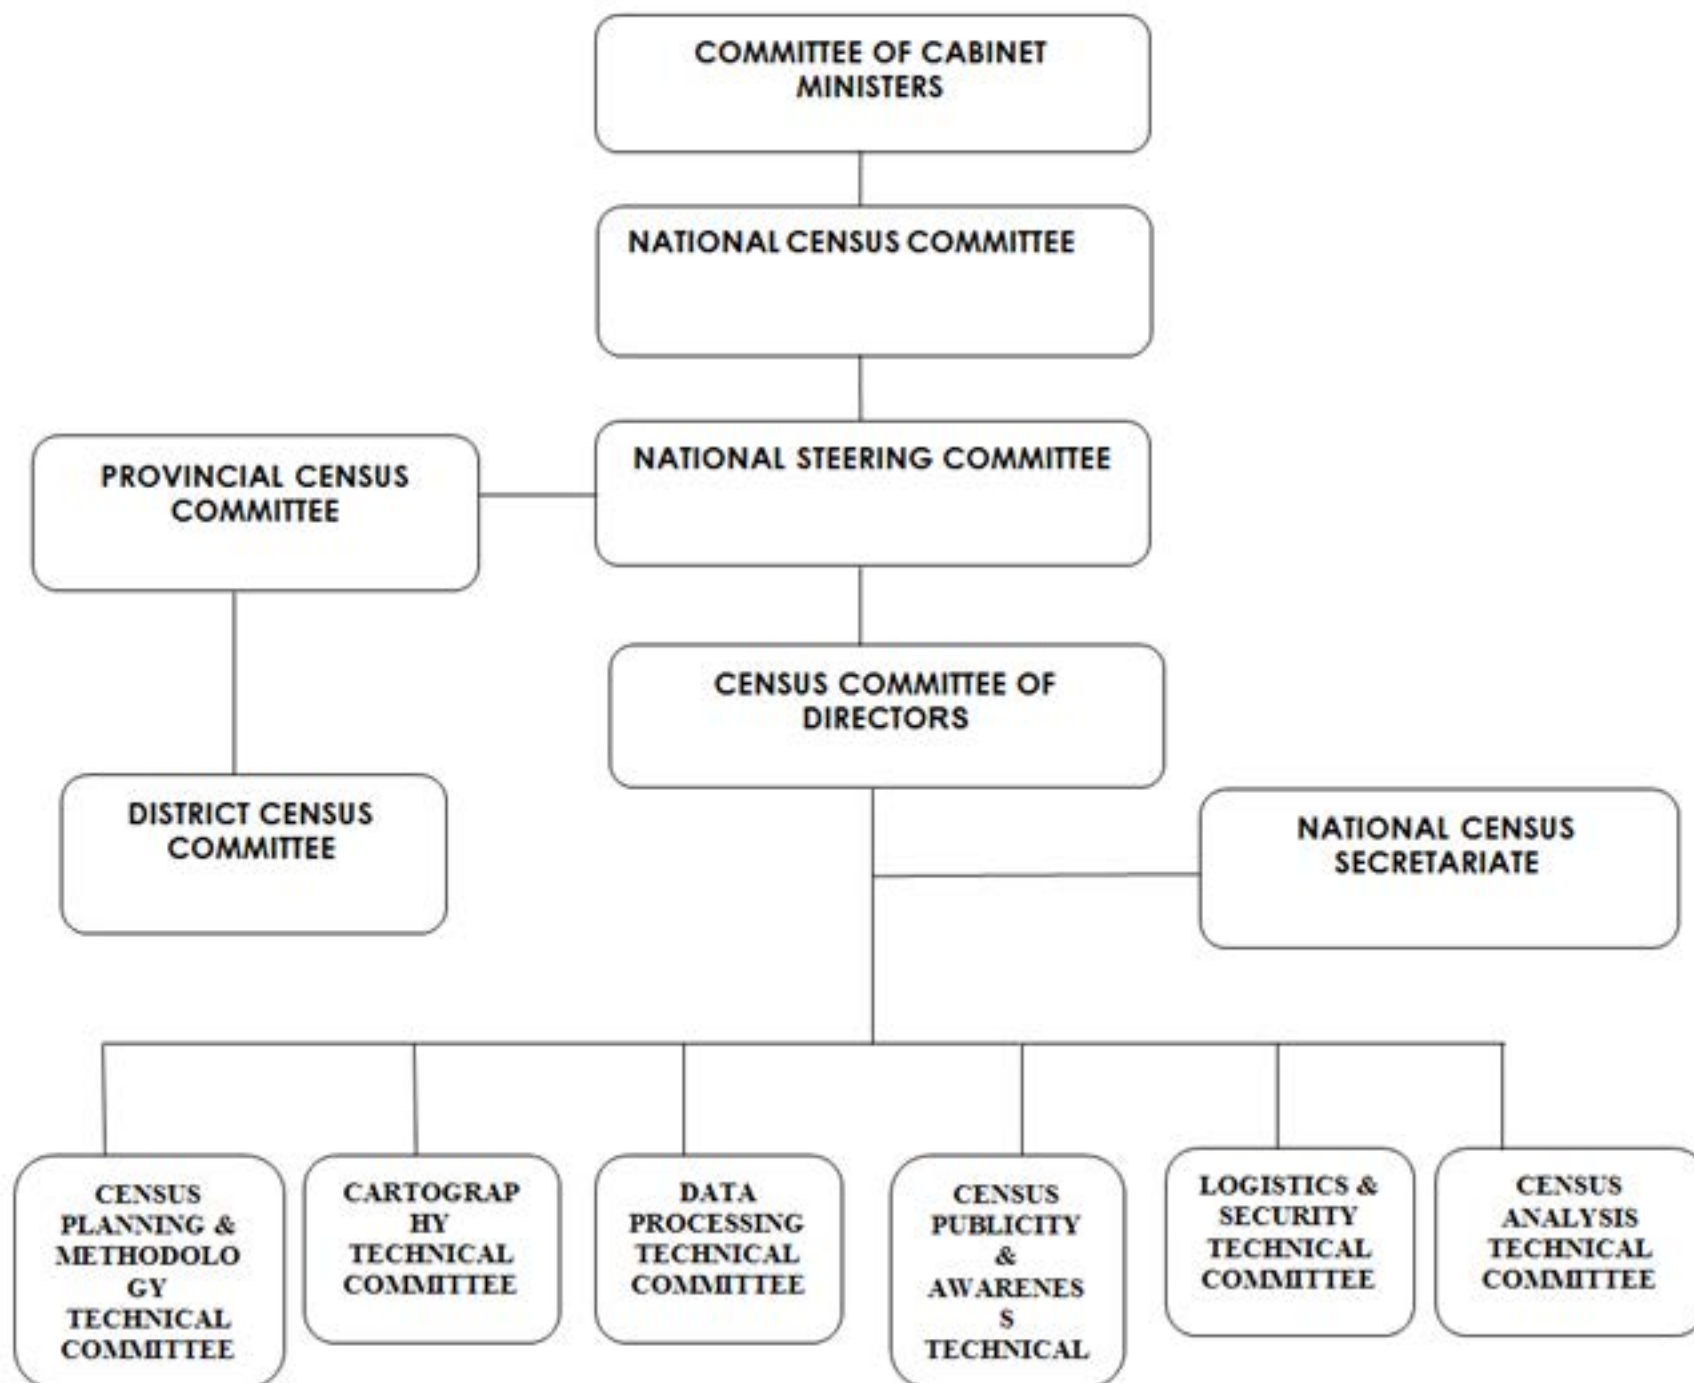 COMMITTEE OF CABINET
MINISTERS
NATIONAL CENSUS COMMITTEE
PROVINCIAL CENSUS
COMMITTEE
NATIONAL STEERING COMMITTEE
CENSUS COMMITTEE OF
DIRECTORS
DISTRICT CENSUS
COMMITTEE
NATIONAL CENSUS
SECRETARIATE
CENSUS
PLANNING &
METHODOLO
GY
TECHNICAL
COMMITTEE
CARTOGRAP
HY
TECHNICAL
COMMITTEE
DATA
PROCESSING
TECHNICAL
COMMITTEE
CENSUS
PUBLICITY
&
AWARENES
S
TECHNICAL
LOGISTICS &
SECURITY
TECHNICAL
COMMITTEE
CENSUS
ANALYSIS
TECHNICAL
COMMITTEE